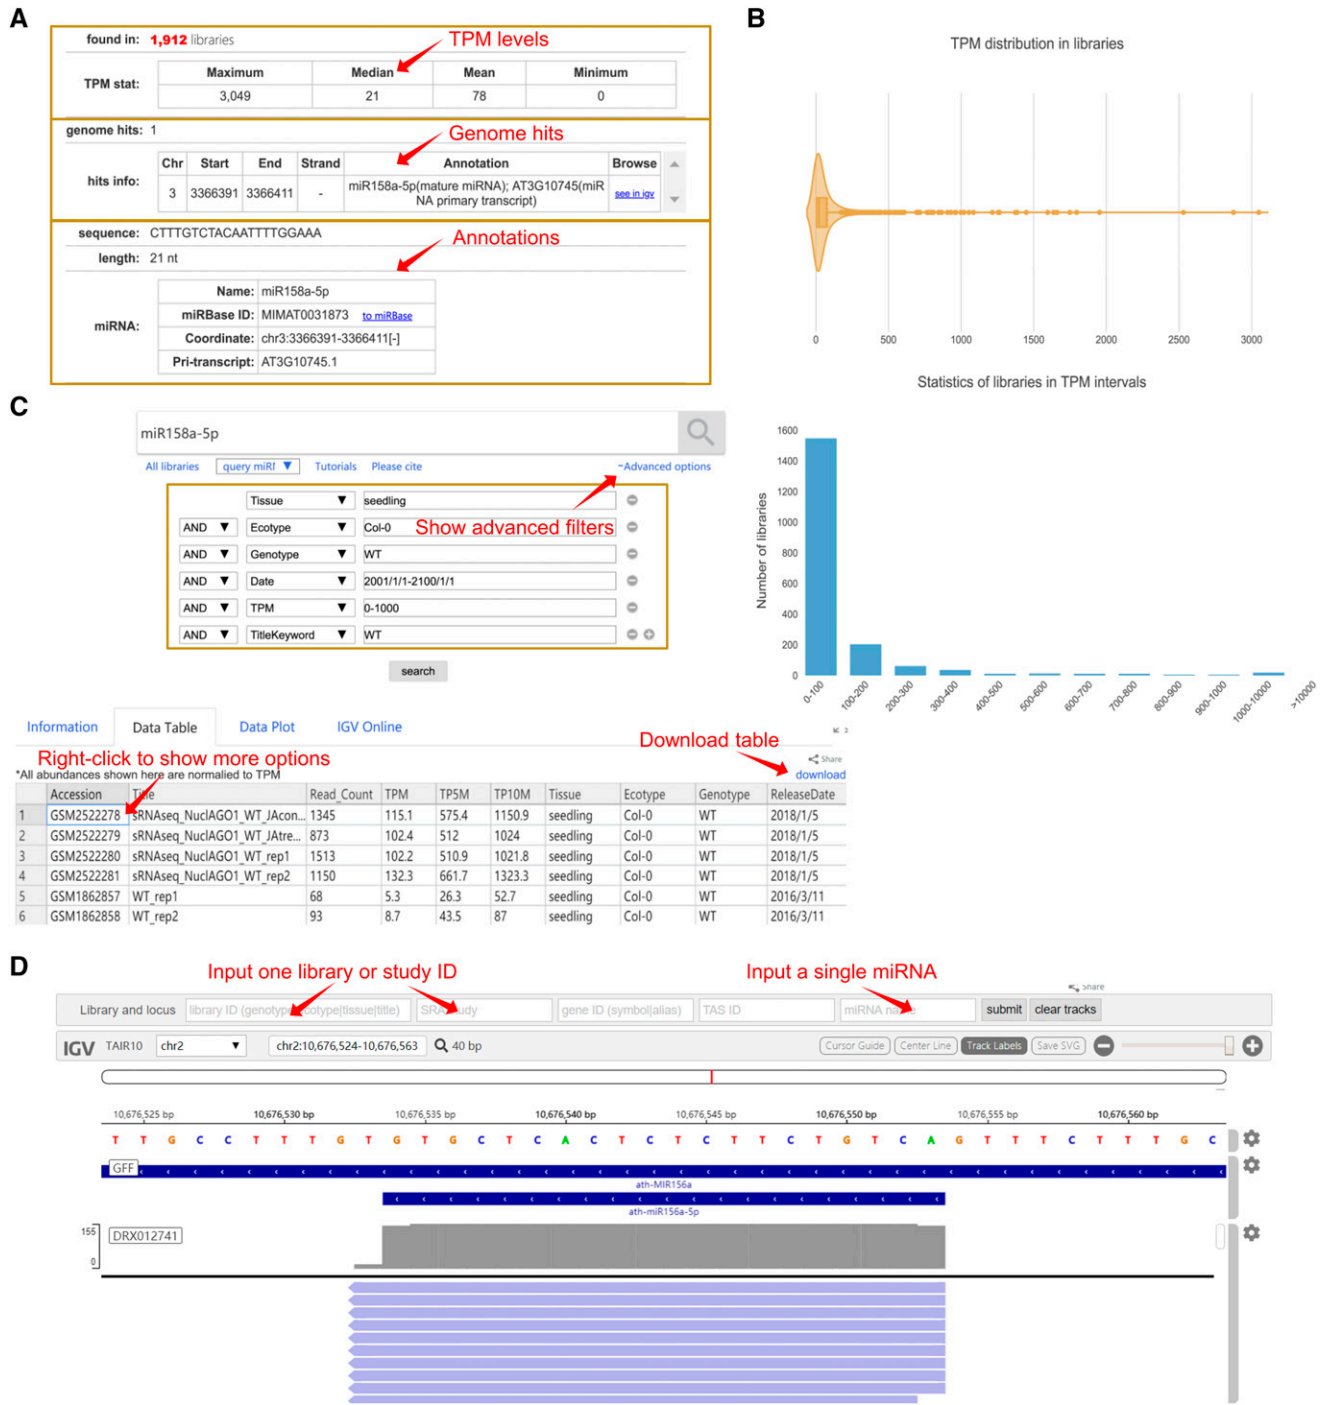 A
found in: 1,912 libraries
TPM levels
TPM stat:
Maximum Median Mean Minimum
3,049 21 78 0
genome hits: 1
Genome hits
hits info:
Chr Start End Strand Annotation Browse
3 3366391 3366411 - miR158a-5p(mature miRNA); AT3G10745(miR
NA primary transcript) see in igv
sequence: CTTTGTCTACAATTTTGGAAA
Annotations
length: 21 nt
miRNA:
Name: miR158a-5p
miRBase ID: MIMAT0031873 to miRBase
Coordinate: chr3:3366391-3366411[-]
Pri-transcript: AT3G10745.1
B
TPM distribution in libraries
0 500 1000 1500 2000 2500 3000
Statistics of libraries in TPM intervals
Number of libraries
1600
1400
1200
1000
800
600
400
200
0
0-100 100-200 200-300 300-400 400-500 500-600 600-700 700-800 800-900 900-1000 1000-10000 >10000
C
miR158a-5p
All libraries query miRI ▼ Tutorials Please cite -Advanced options
Tissue ▼ seedling
AND ▼ Ecotype ▼ Col-0
Show advanced filters
AND ▼ Genotype ▼ WT
AND ▼ Date ▼ 2001/1/1-2100/1/1
AND ▼ TPM ▼ 0-1000
AND ▼ TitleKeyword ▼ WT
search
Information Data Table Data Plot IGV Online
Right-click to show more options
Download table
Share
*All abundances shown here are normalied to TPM download
Accession Title Read_Count TPM TP5M TP10M Tissue Ecotype Genotype ReleaseDate
1 GSM2522278 sRNAseq_NuclAGO1_WT_JAcon... 1345 115.1 575.4 1150.9 seedling Col-0 WT 2018/1/5
2 GSM2522279 sRNAseq_NuclAGO1_WT_JAtre... 873 102.4 512 1024 seedling Col-0 WT 2018/1/5
3 GSM2522280 sRNAseq_NuclAGO1_WT_rep1 1513 102.2 510.9 1021.8 seedling Col-0 WT 2018/1/5
4 GSM2522281 sRNAseq_NuclAGO1_WT_rep2 1150 132.3 661.7 1323.3 seedling Col-0 WT 2018/1/5
5 GSM1862857 WT_rep1 68 5.3 26.3 52.7 seedling Col-0 WT 2016/3/11
6 GSM1862858 WT_rep2 93 8.7 43.5 87 seedling Col-0 WT 2016/3/11
D
Input one library or study ID
Input a single miRNA
Share
Library and locus library ID (genotype ecotype|tissue|title) SRA study gene ID (symbol|alias) TAS ID miRNA name submit clear tracks
IGV TAIR10 chr2 ▼ chr2:10,676,524-10,676,563 40 bp Cursor Guide Center Line Track Labels Save SVG
10,676,525 bp 10,676,530 bp 10,676,535 bp 10,676,540 bp 10,676,545 bp 10,676,550 bp 10,676,555 bp 10,676,560 bp
T T G C C T T T G T G T G C T C A C T C T C T T C T G T C A G T T T C T T T G C
GFF
ath-MIR156a
ath-miR156a-5p
155
DRX012741
0